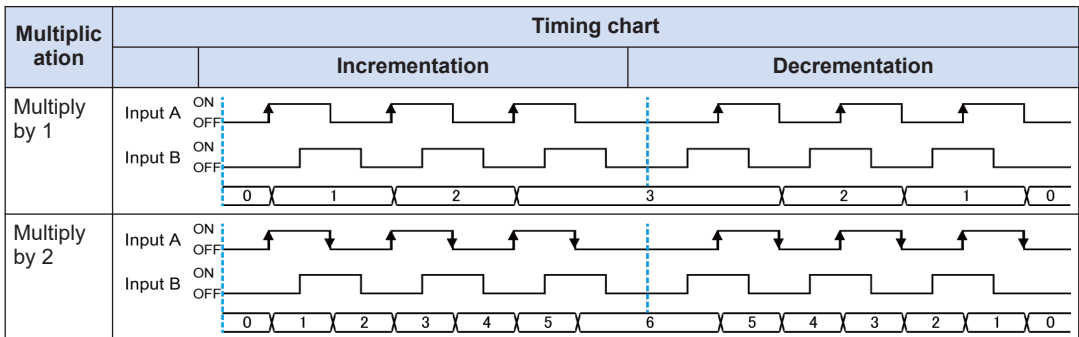 Multiplic
ation
Timing chart
Incrementation
Decrementation
Multiply
by 1
Input A
ON
OFF
Input B
ON
OFF
0 1 2 3 2 1 0
Multiply
by 2
Input A
ON
OFF
Input B
ON
OFF
0 1 2 3 4 5 6 5 4 3 2 1 0